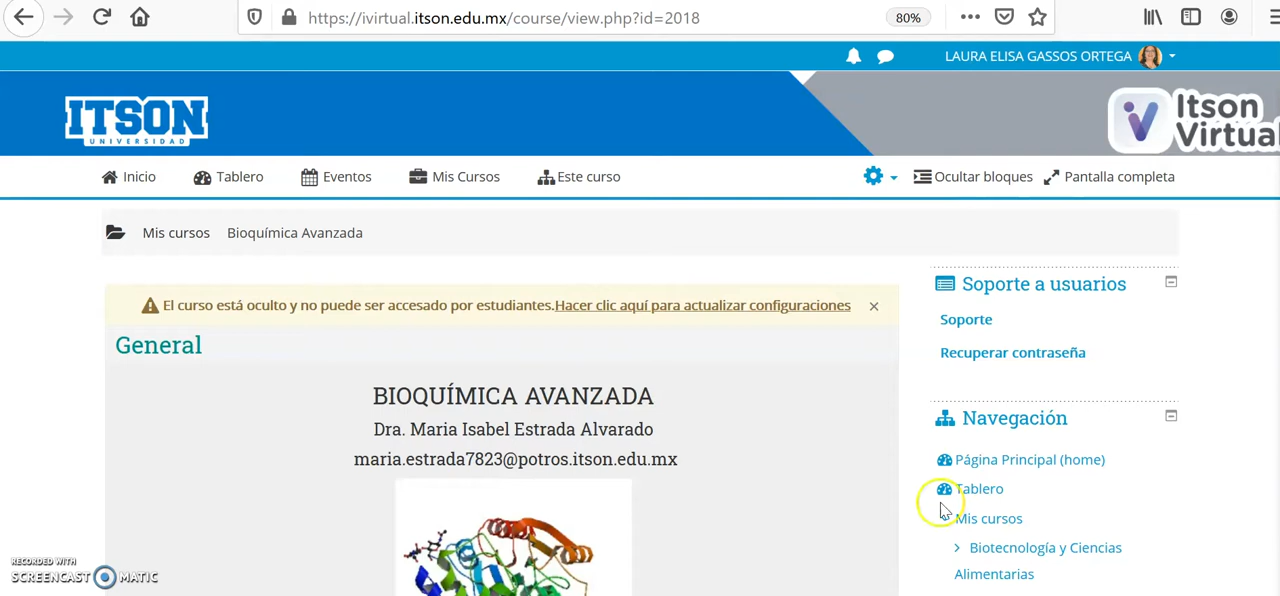 https://ivirtual.itson.edu.mx/course/view.php?id=2018
80%
LAURA ELISA GASSOS ORTEGA
ITSON
UNIVERSIDAD
Itson
Virtual
Inicio
Tablero
Eventos
Mis Cursos
Este curso
Ocultar bloques
Pantalla completa
Mis cursos
Bioquímica Avanzada
El curso está oculto y no puede ser accesado por estudiantes.Hacer clic aquí para actualizar configuraciones
General
BIOQUÍMICA AVANZADA
Dra. Maria Isabel Estrada Alvarado
maria.estrada7823@potros.itson.edu.mx
Soporte a usuarios
Soporte
Recuperar contraseña
Navegación
Página Principal (home)
Tablero
Mis cursos
Biotecnología y Ciencias
Alimentarias
RECORDED WITH
SCREENCAST MATIC